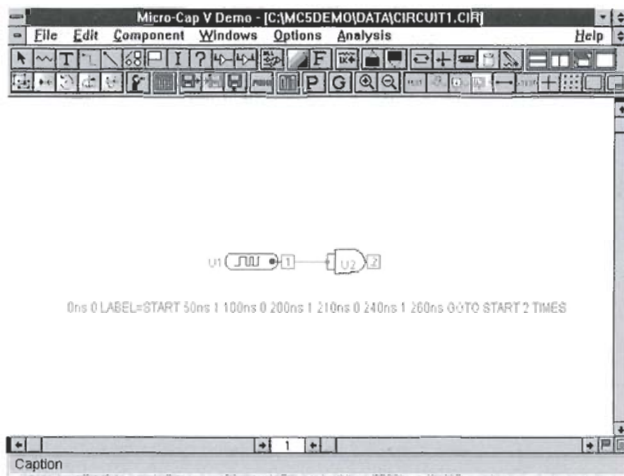 Micro-Cap V Demo - [C:\MC5DEMO\DATA\CIRCUIT1.CIR]
File Edit Component Windows Options Analysis Help
T I ? F
P G
U1 1 U2 2
0ns 0 LABEL=START 50ns 1 100ns 0 200ns 1 210ns 0 240ns 1 260ns GOTO START 2 TIMES
1
Caption